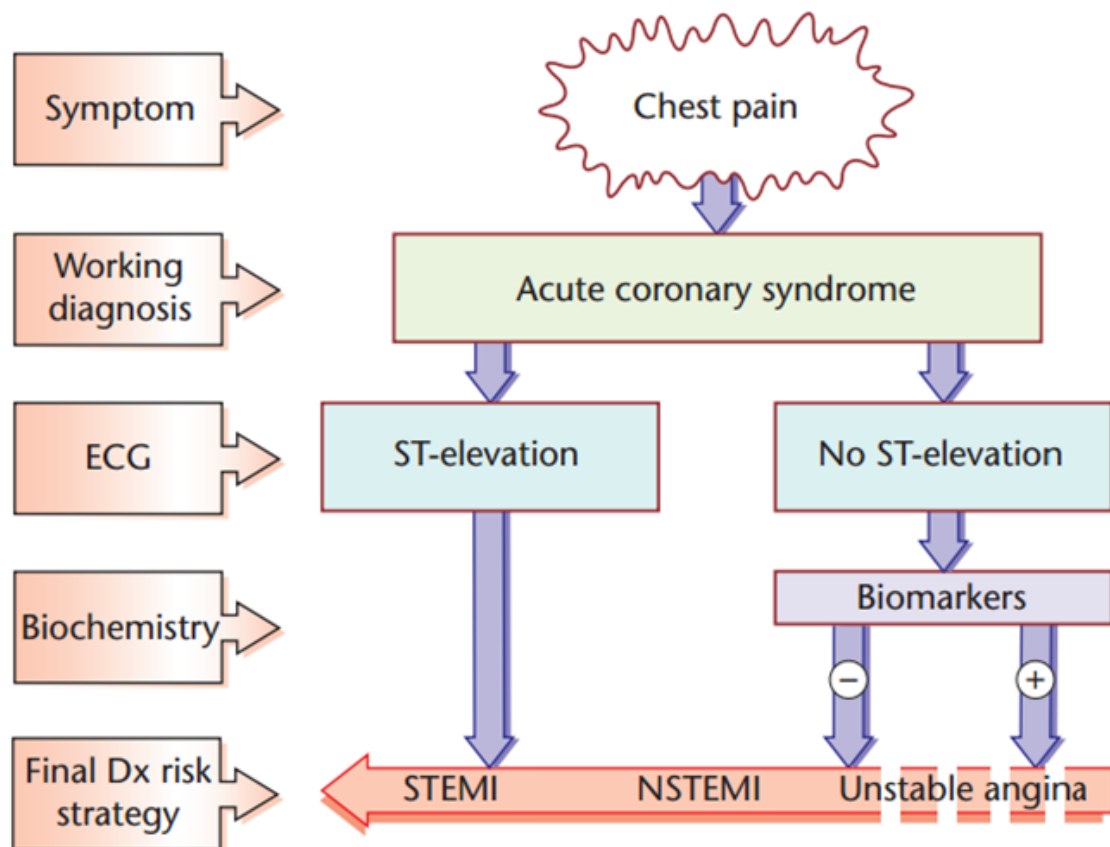 Symptom
Chest pain
Working
diagnosis
Acute coronary syndrome
ECG
ST-elevation
No ST-elevation
Biochemistry
Biomarkers
−
+
Final Dx risk
strategy
STEMI
NSTEMI
Unstable angina